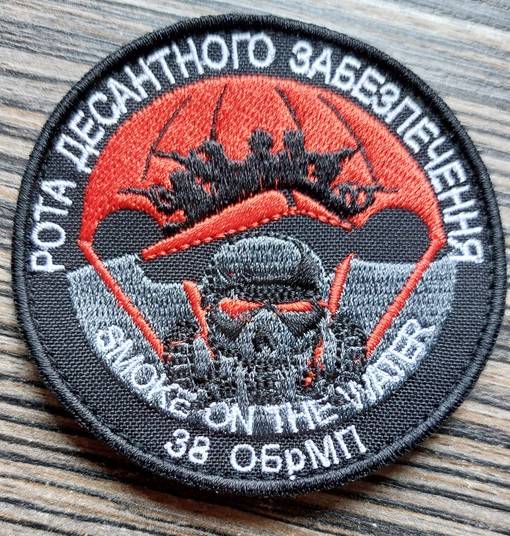 РОТА ДЕСАНТНОГО ЗАБЕЗПЕЧЕННЯ
SMOKE ON THE WATER
38 ОБрМП